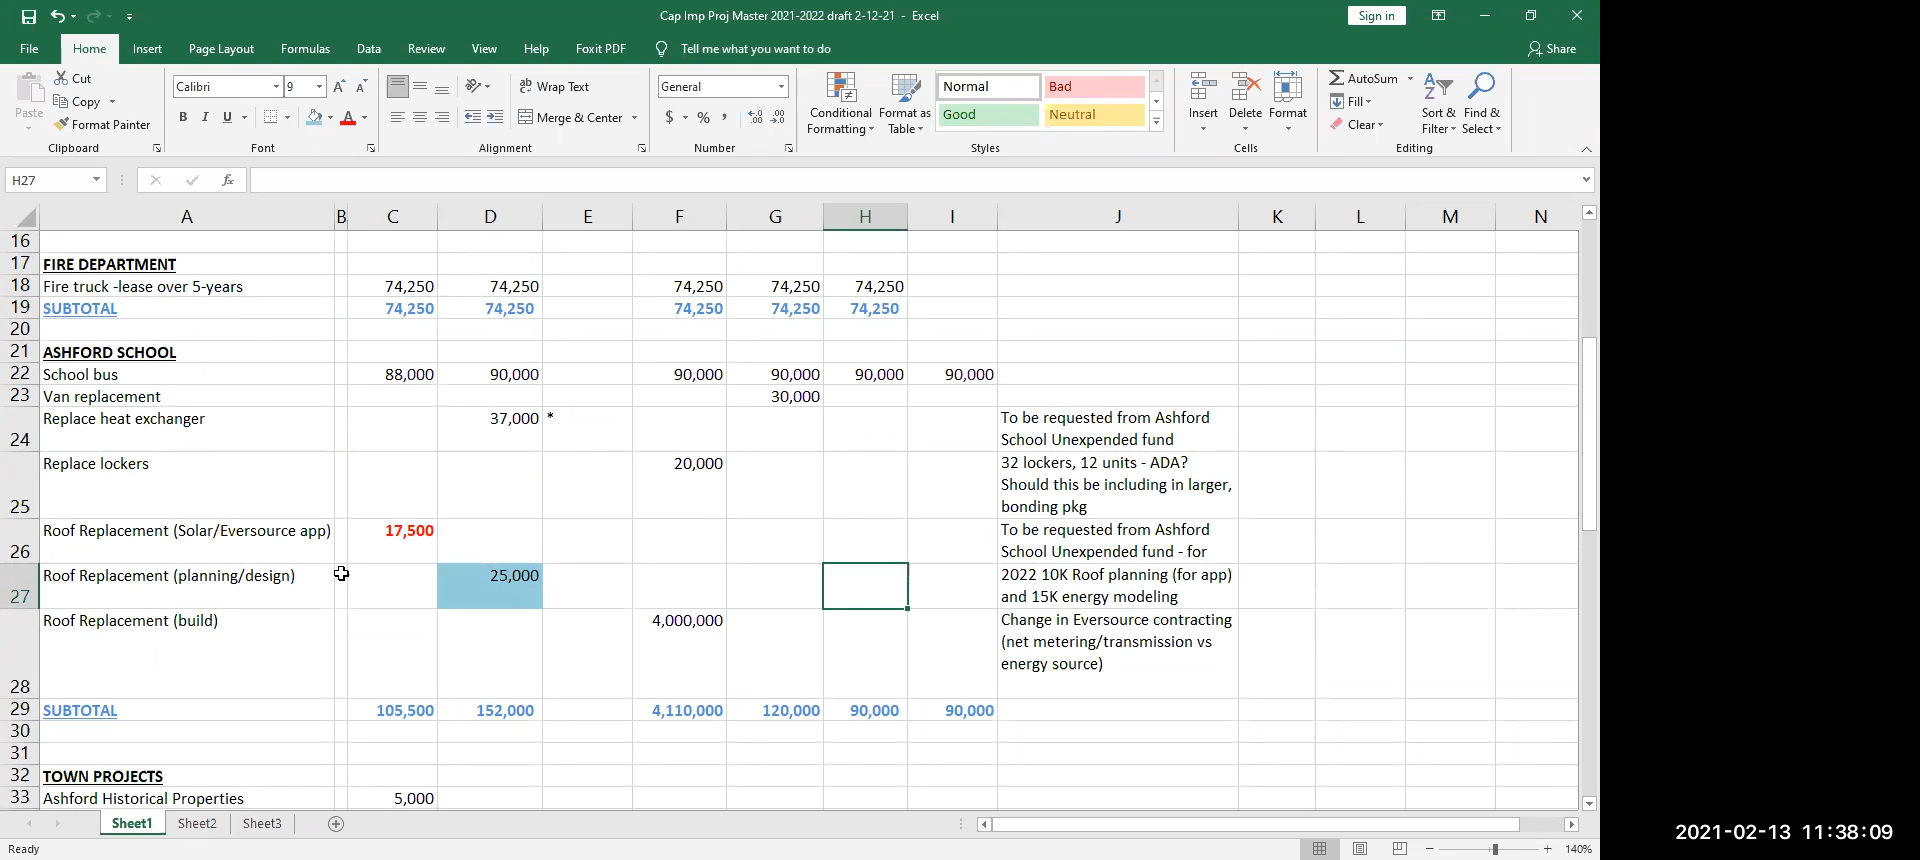 Cap Imp Proj Master 2021-2022 draft 2-12-21 - Excel
Sign in
File Home Insert Page Layout Formulas Data Review View Help Foxit PDF Tell me what you want to do Share
Paste
Cut
Copy
Format Painter
Clipboard
Calibri 9
B I U
Font
Wrap Text
Merge & Center
Alignment
General
$ % ,
Number
Conditional Formatting
Format as Table
Normal Bad
Good Neutral
Styles
Insert Delete Format
Cells
AutoSum
Fill
Clear
Sort & Filter
Find & Select
Editing
H27 fx
A B C D E F G H I J K L M N
16
17 FIRE DEPARTMENT
18 Fire truck -lease over 5-years 74,250 74,250 74,250 74,250 74,250
19 SUBTOTAL 74,250 74,250 74,250 74,250 74,250
20
21 ASHFORD SCHOOL
22 School bus 88,000 90,000 90,000 90,000 90,000 90,000
23 Van replacement 30,000
24 Replace heat exchanger 37,000 * To be requested from Ashford
School Unexpended fund
25 Replace lockers 20,000 32 lockers, 12 units - ADA?
Should this be including in larger,
bonding pkg
26 Roof Replacement (Solar/Eversource app) 17,500 To be requested from Ashford
School Unexpended fund - for
27 Roof Replacement (planning/design) 25,000 2022 10K Roof planning (for app)
and 15K energy modeling
28 Roof Replacement (build) 4,000,000 Change in Eversource contracting
(net metering/transmission vs
energy source)
29 SUBTOTAL 105,500 152,000 4,110,000 120,000 90,000 90,000
30
31
32 TOWN PROJECTS
33 Ashford Historical Properties 5,000
Sheet1 Sheet2 Sheet3
Ready
140%
2021-02-13 11:38:09